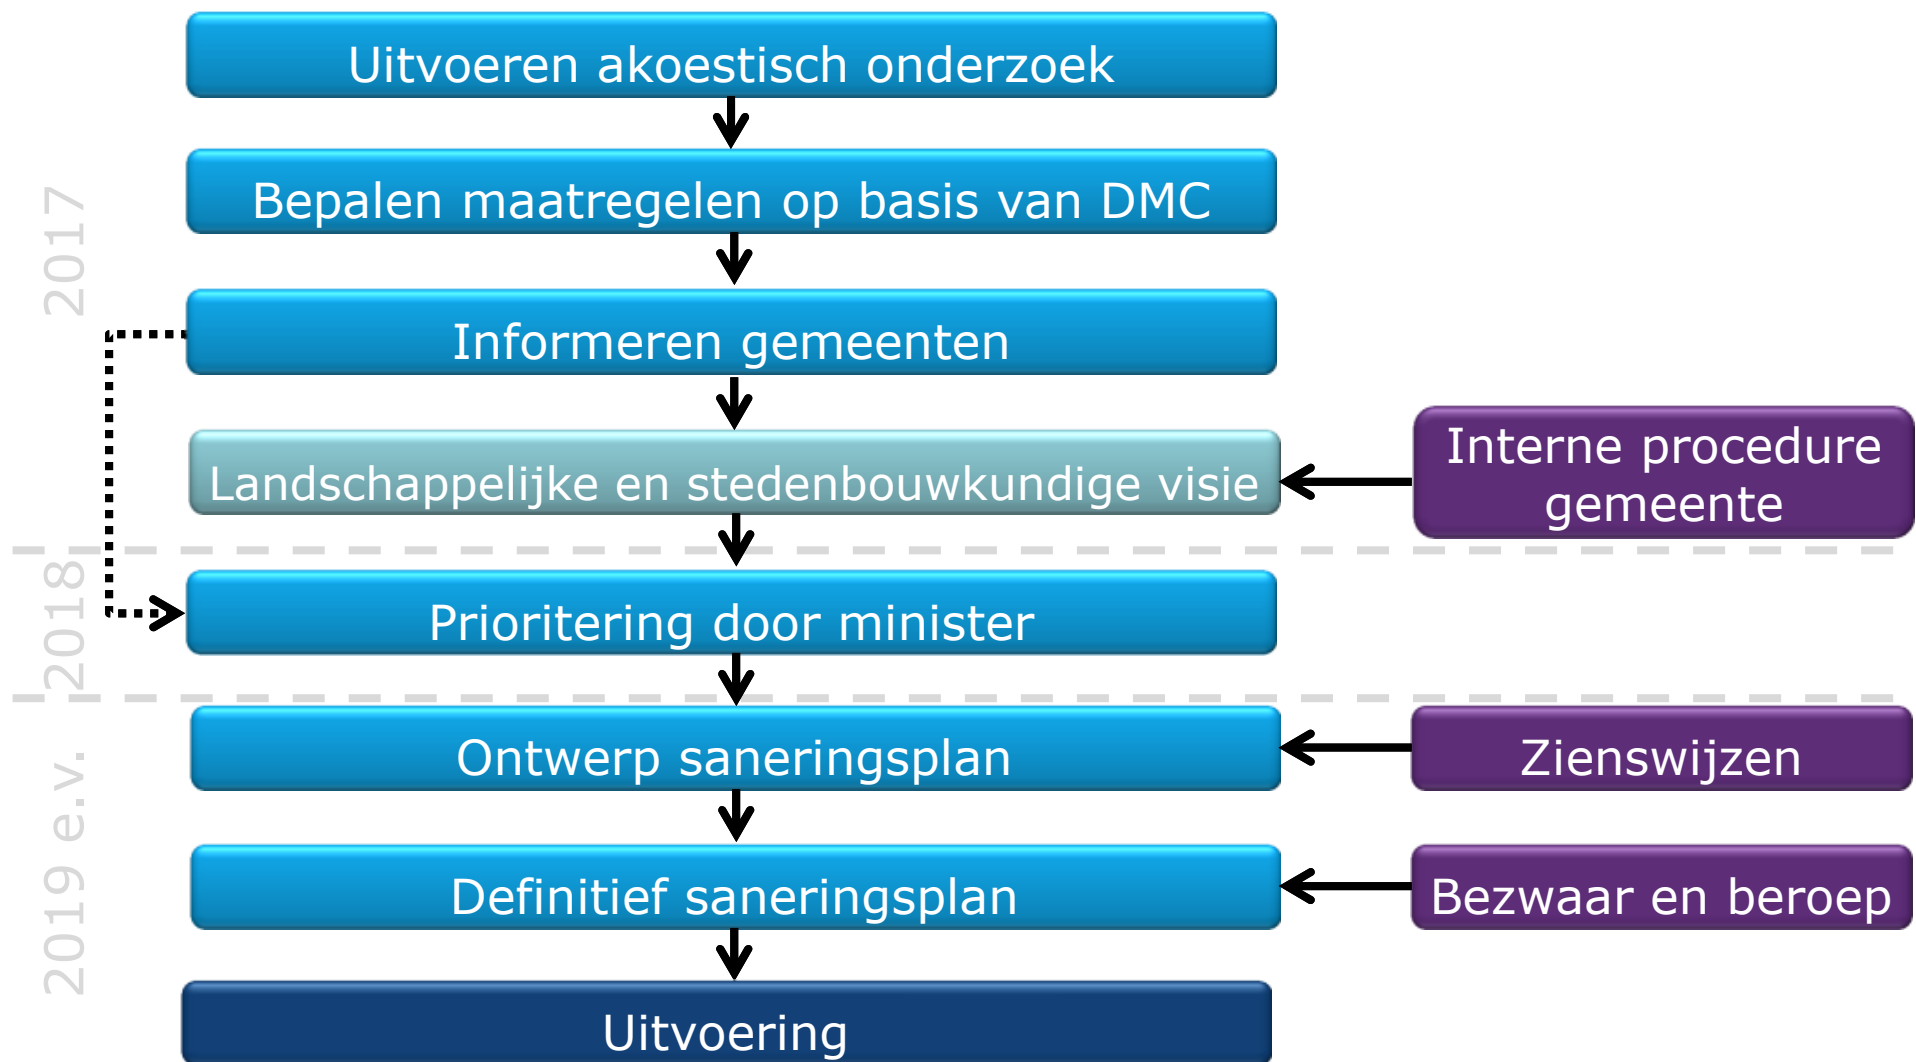 Uitvoeren akoestisch onderzoek
Bepalen maatregelen op basis van DMC
2017
Informeren gemeenten
Landschappelijke en stedenbouwkundige visie
Interne procedure
gemeente
2018
Prioritering door minister
Ontwerp saneringsplan
Zienswijzen
2019 e.v.
Definitief saneringsplan
Bezwaar en beroep
Uitvoering